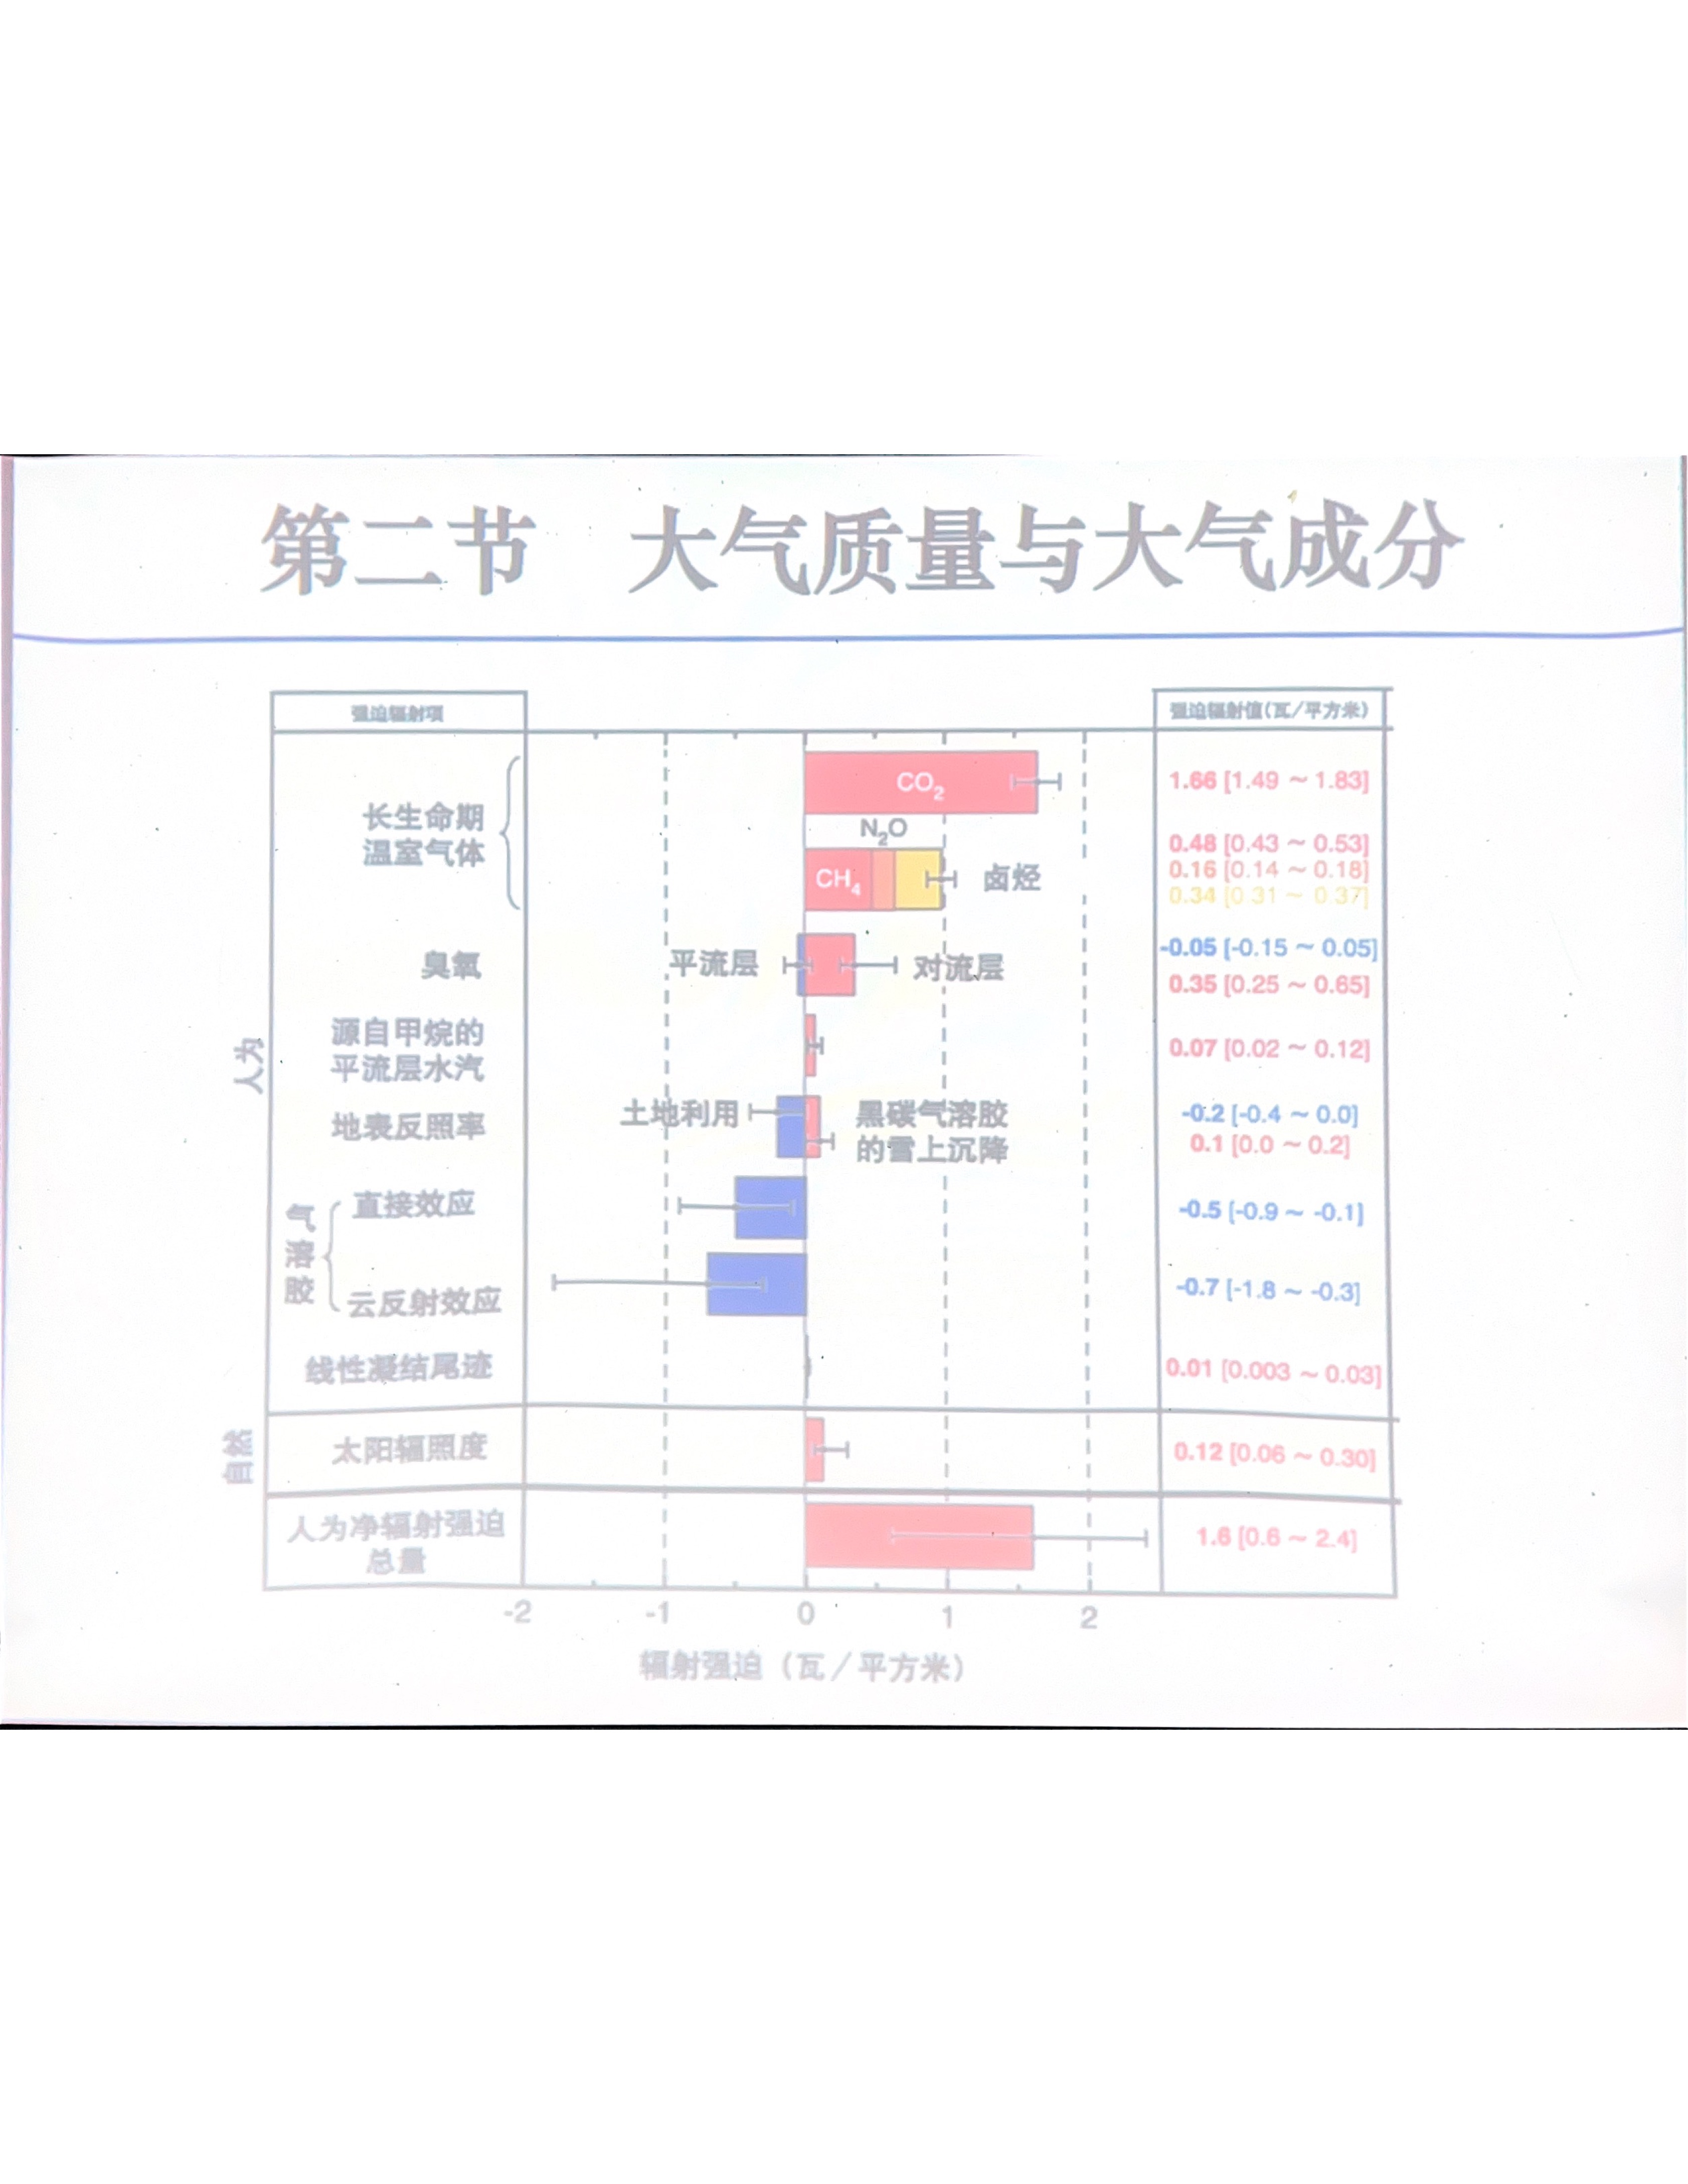 第二节 大气质量与大气成分
强迫辐射项
强迫辐射值(瓦/平方米)
人为
长生命期
温室气体
CO₂
1.66 [1.49 ~ 1.83]
N₂O
CH₄
卤烃
0.48 [0.43 ~ 0.53]
0.16 [0.14 ~ 0.18]
0.34 [0.31 ~ 0.37]
臭氧
平流层
对流层
-0.05 [-0.15 ~ 0.05]
0.35 [0.25 ~ 0.65]
源自甲烷的
平流层水汽
0.07 [0.02 ~ 0.12]
地表反照率
土地利用
黑碳气溶胶
的雪上沉降
-0.2 [-0.4 ~ 0.0]
0.1 [0.0 ~ 0.2]
气溶胶
直接效应
-0.5 [-0.9 ~ -0.1]
云反射效应
-0.7 [-1.8 ~ -0.3]
线性凝结尾迹
0.01 [0.003 ~ 0.03]
自然
太阳辐照度
0.12 [0.06 ~ 0.30]
人为净辐射强迫
总量
1.6 [0.6 ~ 2.4]
-2 -1 0 1 2
辐射强迫（瓦／平方米）